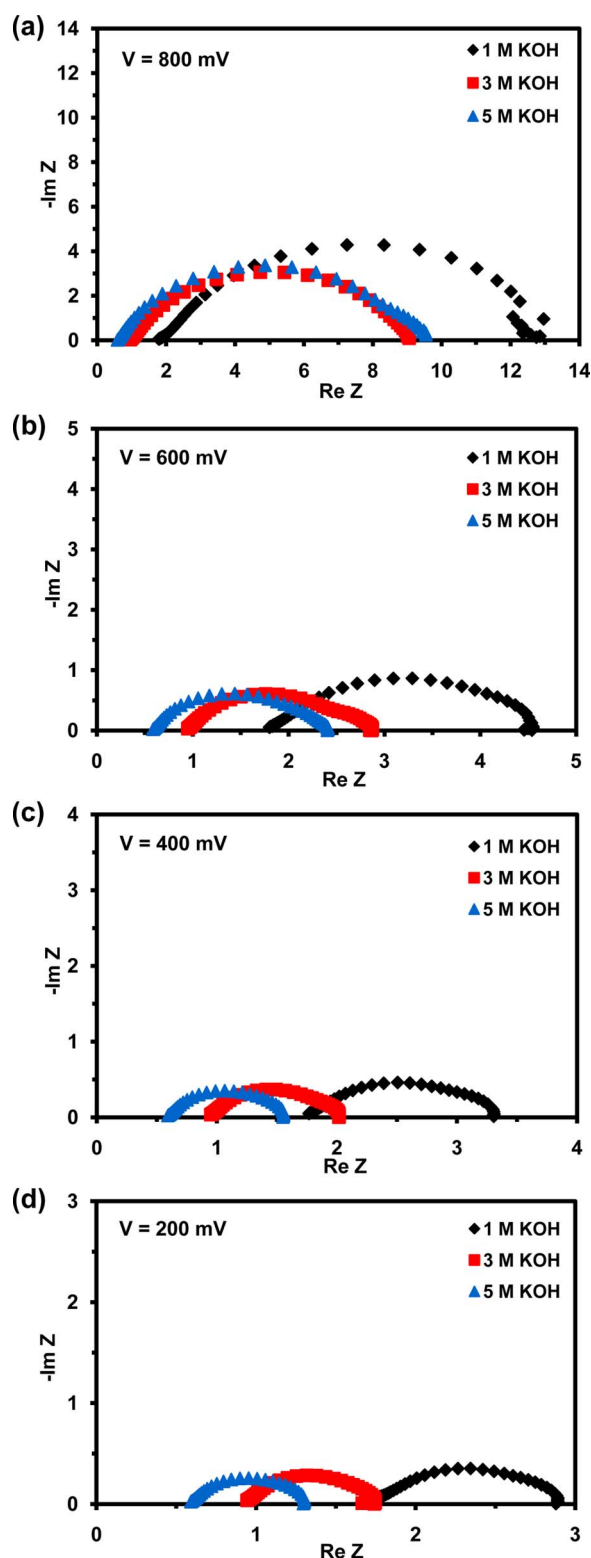 (a)
14
12
10
8
6
4
2
0
-Im Z
V = 800 mV
1 M KOH
3 M KOH
5 M KOH
0 2 4 6 8 10 12 14
Re Z
(b)
5
4
3
2
1
0
-Im Z
V = 600 mV
1 M KOH
3 M KOH
5 M KOH
0 1 2 3 4 5
Re Z
(c)
4
3
2
1
0
-Im Z
V = 400 mV
1 M KOH
3 M KOH
5 M KOH
0 1 2 3 4
Re Z
(d)
3
2
1
0
-Im Z
V = 200 mV
1 M KOH
3 M KOH
5 M KOH
0 1 2 3
Re Z